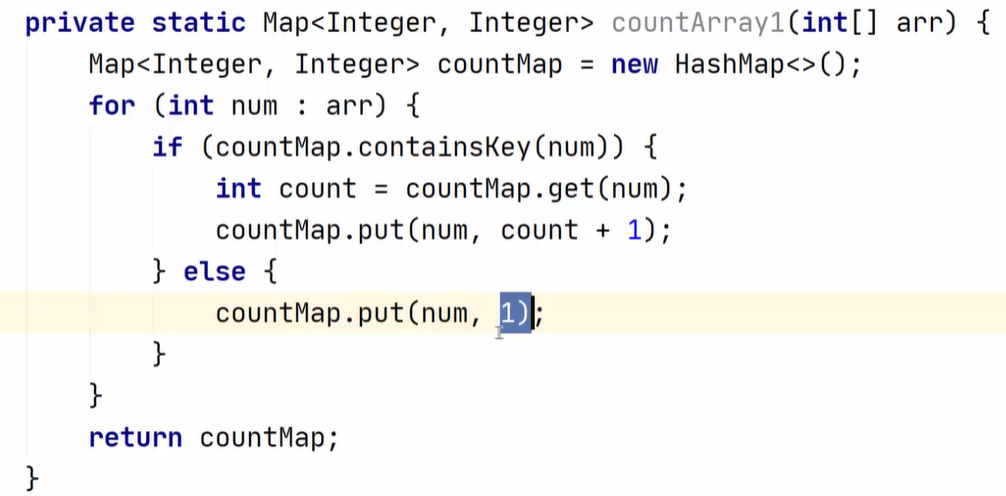 private static Map<Integer, Integer> countArray1(int[] arr) {
    Map<Integer, Integer> countMap = new HashMap<>();
    for (int num : arr) {
        if (countMap.containsKey(num)) {
            int count = countMap.get(num);
            countMap.put(num, count + 1);
        } else {
            countMap.put(num, 1);
        }
    }
    return countMap;
}